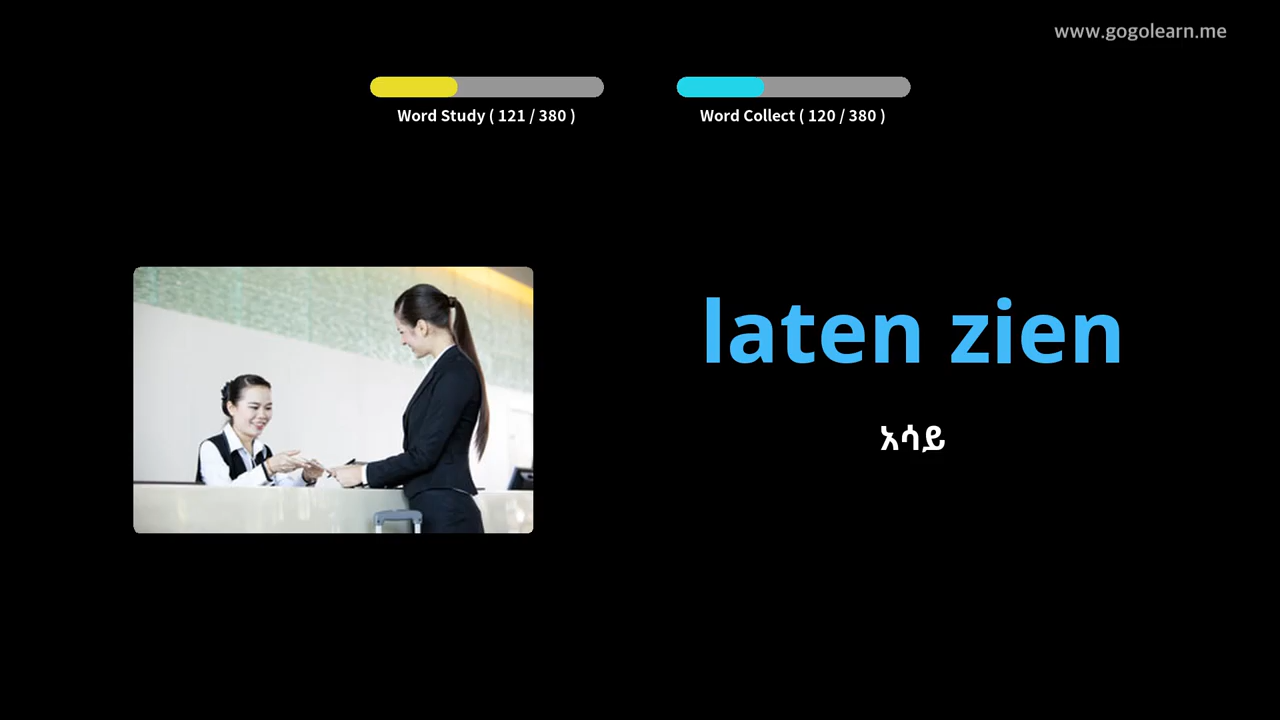 www.gogolearn.me
Word Study ( 121 / 380 )
Word Collect ( 120 / 380 )
laten zien
አሳይ